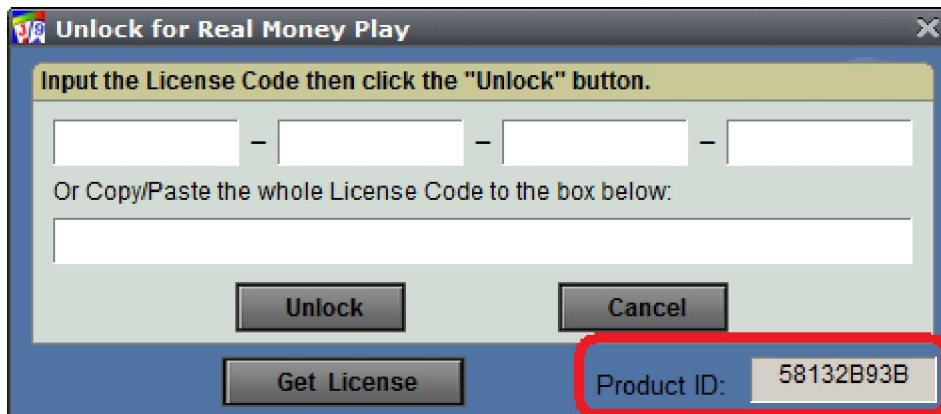 Unlock for Real Money Play
Input the License Code then click the "Unlock" button.
– – –
Or Copy/Paste the whole License Code to the box below:
Unlock Cancel
Get License Product ID: 58132B93B